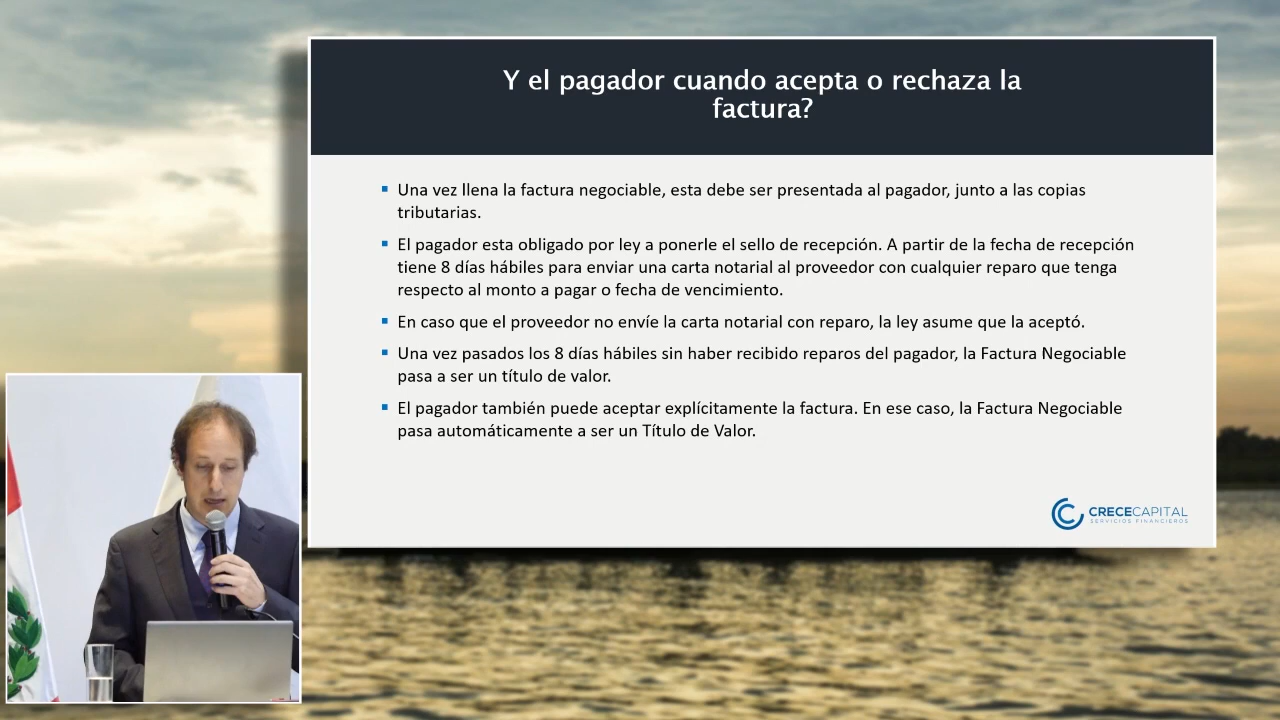 Y el pagador cuando acepta o rechaza la
factura?
Una vez llena la factura negociable, esta debe ser presentada al pagador, junto a las copias
tributarias.
El pagador esta obligado por ley a ponerle el sello de recepción. A partir de la fecha de recepción
tiene 8 días hábiles para enviar una carta notarial al proveedor con cualquier reparo que tenga
respecto al monto a pagar o fecha de vencimiento.
En caso que el proveedor no envíe la carta notarial con reparo, la ley asume que la aceptó.
Una vez pasados los 8 días hábiles sin haber recibido reparos del pagador, la Factura Negociable
pasa a ser un título de valor.
El pagador también puede aceptar explícitamente la factura. En ese caso, la Factura Negociable
pasa automáticamente a ser un Título de Valor.
CRECECAPITAL
SERVICIOS FINANCIEROS